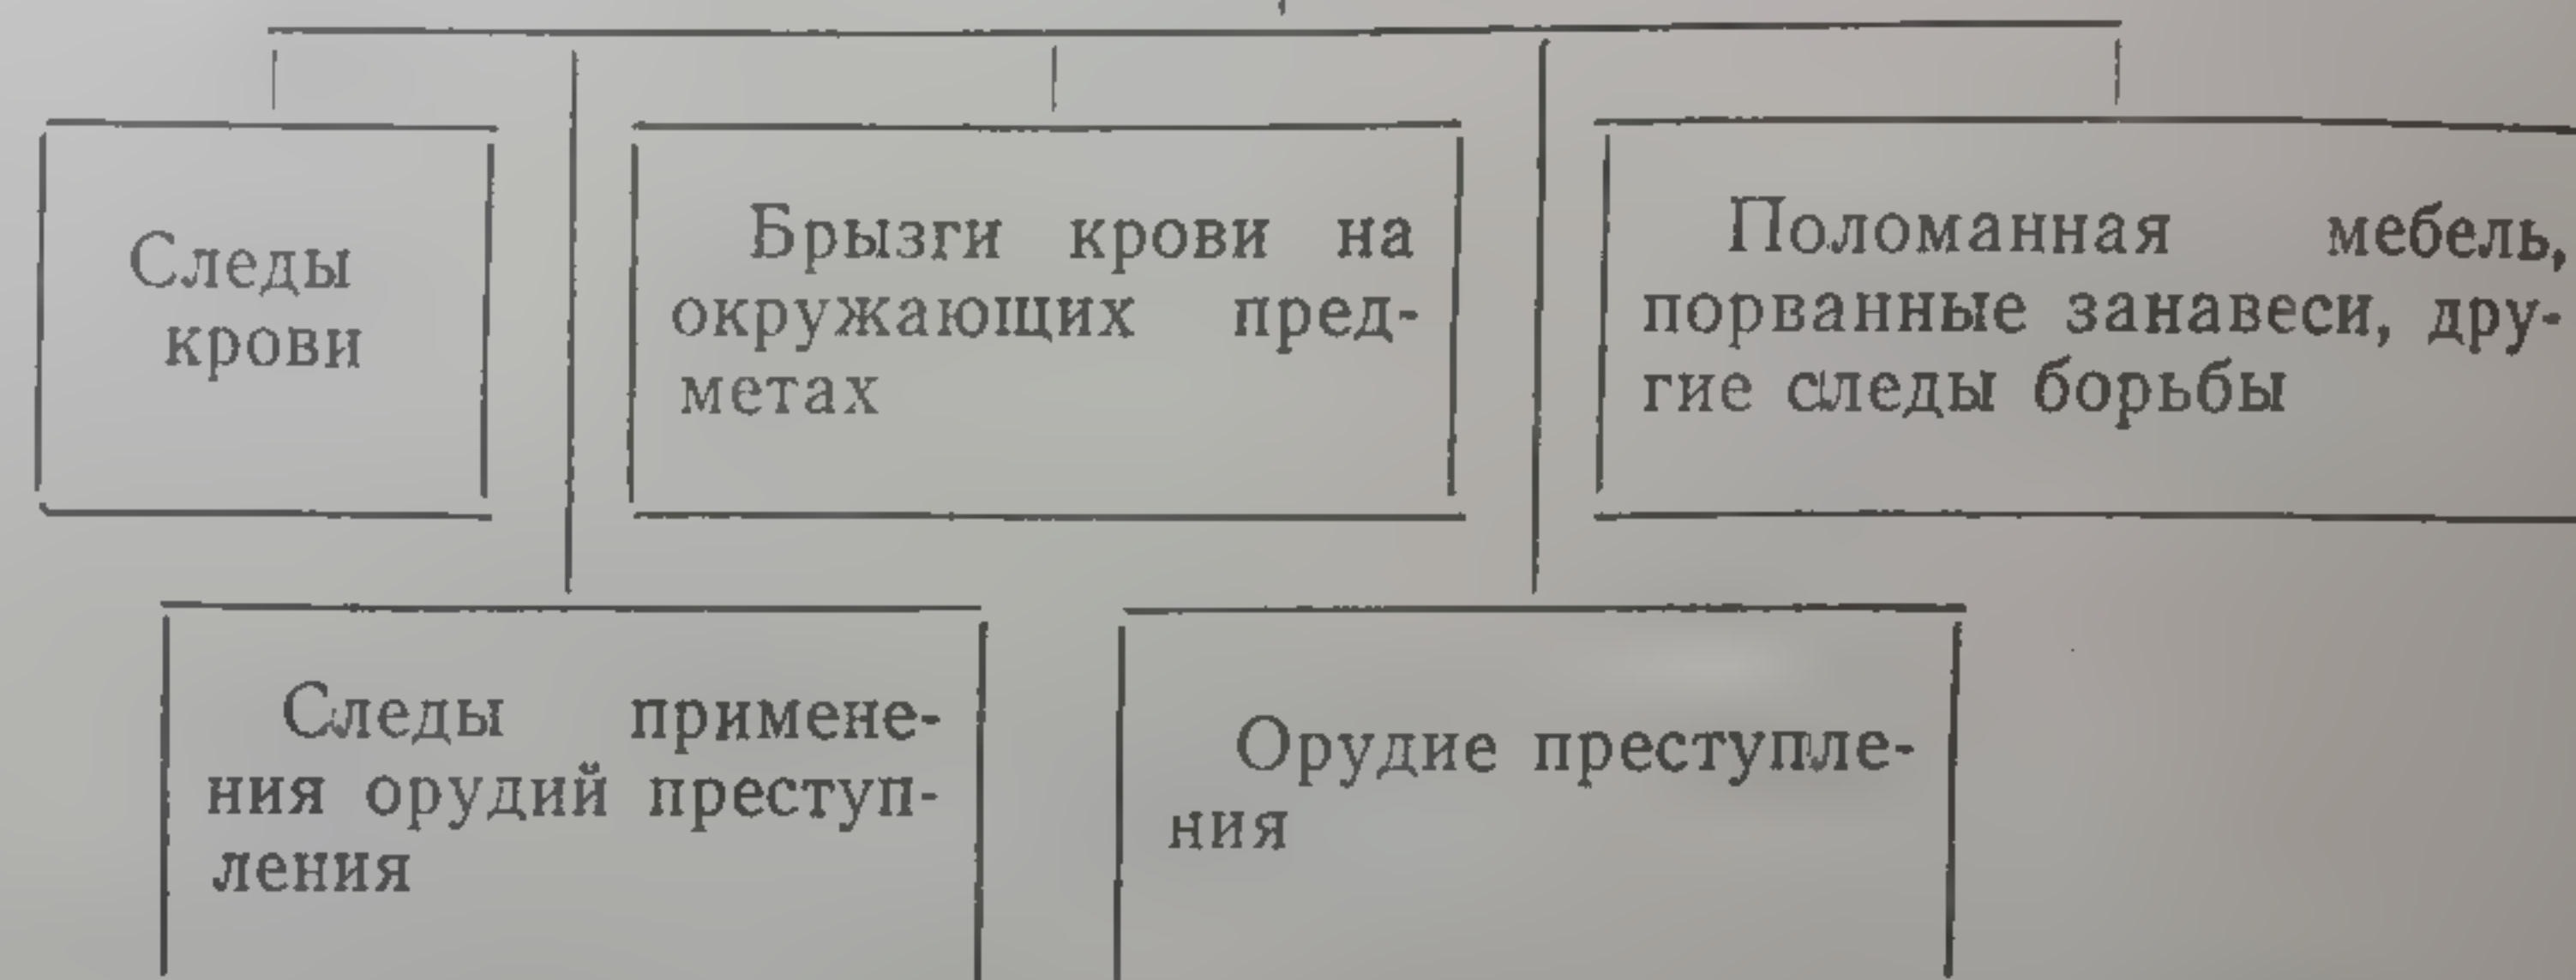 Следы
крови
Брызги крови на
окружающих пред-
метах
Поломанная мебель,
порванные занавеси, дру-
гие следы борьбы
Следы примене-
ния орудий преступ-
ления
Орудие преступле-
ния